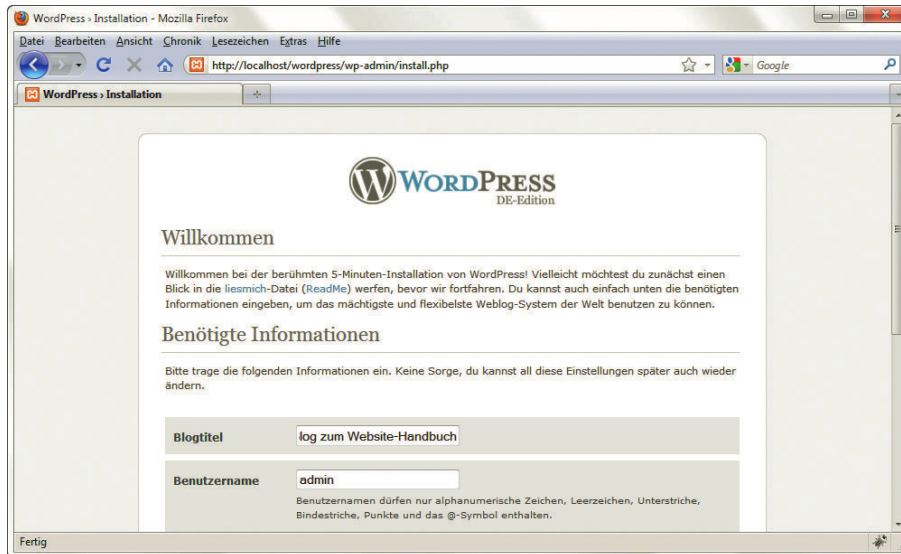 WordPress › Installation - Mozilla Firefox
Datei Bearbeiten Ansicht Chronik Lesezeichen Extras Hilfe
http://localhost/wordpress/wp-admin/install.php
Google
WordPress › Installation
WORDPRESS
DE-Edition
Willkommen
Willkommen bei der berühmten 5-Minuten-Installation von WordPress! Vielleicht möchtest du zunächst einen
Blick in die liesmich-Datei (ReadMe) werfen, bevor wir fortfahren. Du kannst auch einfach unten die benötigten
Informationen eingeben, um das mächtigste und flexibelste Weblog-System der Welt benutzen zu können.
Benötigte Informationen
Bitte trage die folgenden Informationen ein. Keine Sorge, du kannst all diese Einstellungen später auch wieder
ändern.
Blogtitel
log zum Website-Handbuch
Benutzername
admin
Benutzernamen dürfen nur alphanumerische Zeichen, Leerzeichen, Unterstriche,
Bindestriche, Punkte und das @-Symbol enthalten.
Fertig